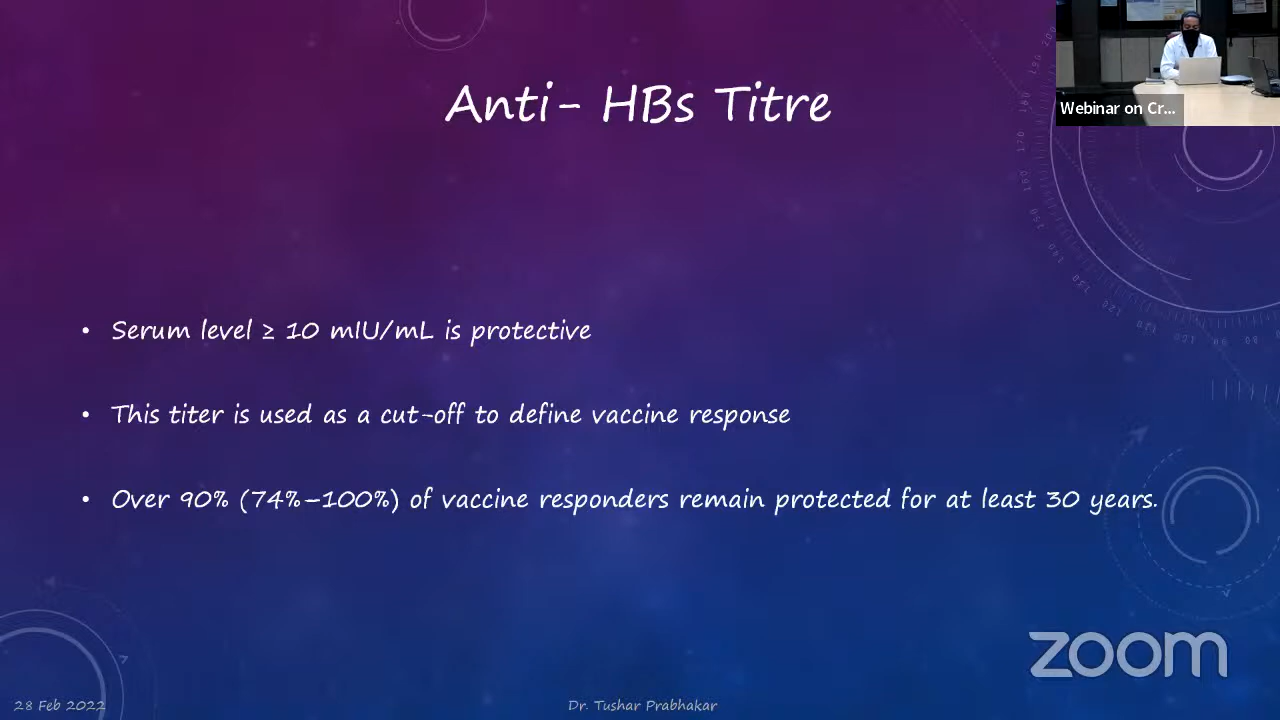 Anti- HBs Titre
Webinar on Cr...
• Serum level ≥ 10 mIU/mL is protective
• This titer is used as a cut-off to define vaccine response
• Over 90% (74%–100%) of vaccine responders remain protected for at least 30 years.
zoom
28 Feb 2022
Dr. Tushar Prabhakar